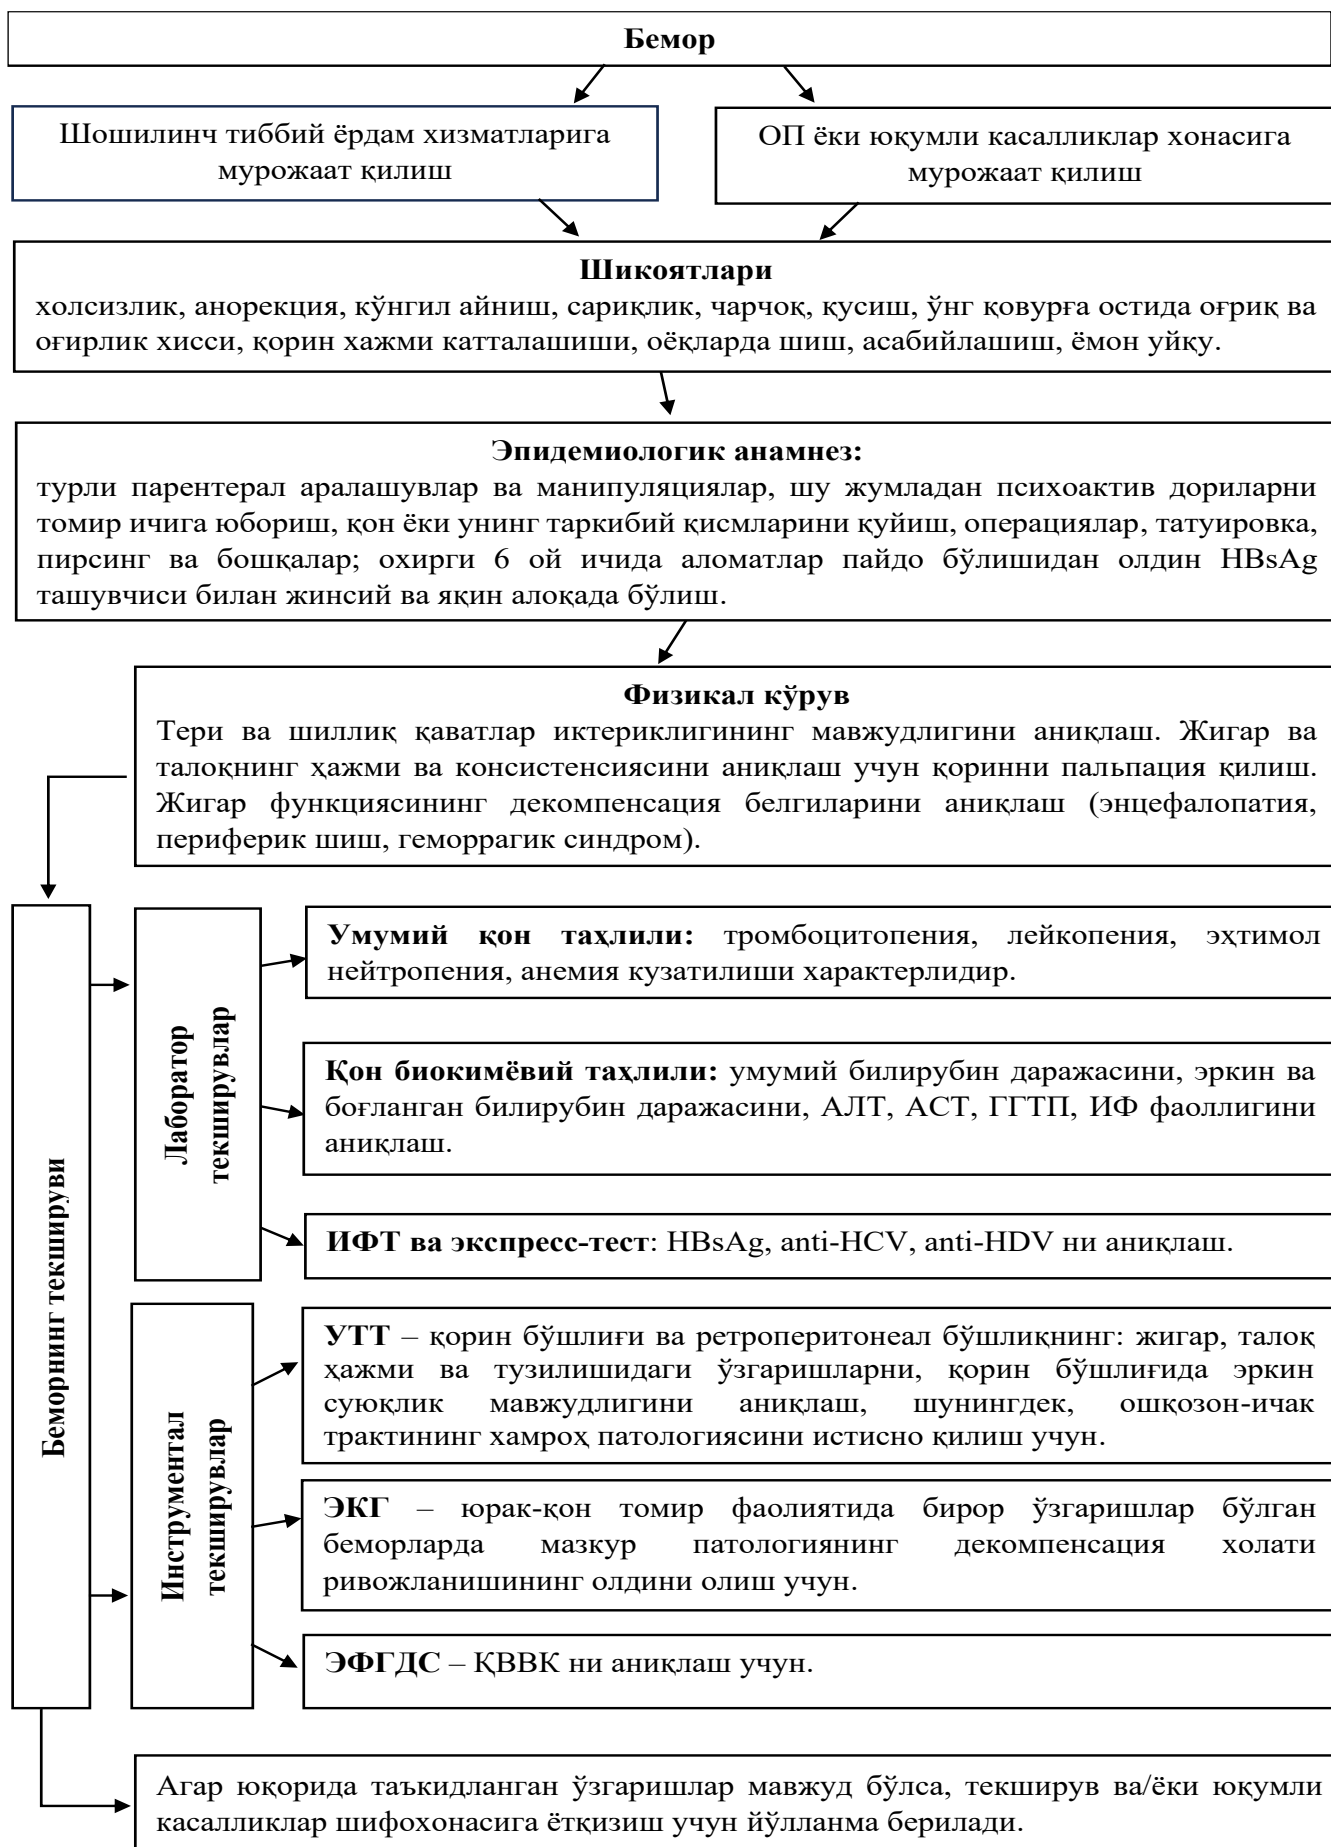 Бемор
Шошилинч тиббий ёрдам хизматларига
мурожаат қилиш
ОП ёки юқумли касалликлар хонасига
мурожаат қилиш
Шикоятлари
холсизлик, анорекция, кўнгил айниш, сариқлик, чарчоқ, қусиш, ўнг қовурға остида оғриқ ва
оғирлик хисси, қорин хажми катталашиши, оёқларда шиш, асабийлашиш, ёмон уйқу.
Эпидемиологик анамнез:
турли парентерал аралашувлар ва манипуляциялар, шу жумладан психоактив дориларни
томир ичига юбориш, қон ёки унинг таркибий қисмларини қуйиш, операциялар, татуировка,
пирсинг ва бошқалар; охирги 6 ой ичида аломатлар пайдо бўлишидан олдин HBsAg
ташувчиси билан жинсий ва яқин алоқада бўлиш.
Физикал кўрув
Тери ва шиллиқ қаватлар иктериклигининг мавжудлигини аниқлаш. Жигар ва
талоқнинг ҳажми ва консистенсиясини аниқлаш учун қоринни пальпация қилиш.
Жигар функциясининг декомпенсация белгиларини аниқлаш (энцефалопатия,
периферик шиш, геморрагик синдром).
Беморнинг текшируви
Лаборатор
текширувлар
Умумий қон таҳлили: тромбоцитопения, лейкопения, эҳтимол
нейтропения, анемия кузатилиши характерлидир.
Қон биокимёвий таҳлили: умумий билирубин даражасини, эркин ва
боғланган билирубин даражасини, АЛТ, АСТ, ГГТП, ИФ фаоллигини
аниқлаш.
ИФТ ва экспресс-тест: HBsAg, anti-HCV, anti-HDV ни аниқлаш.
Инструментал
текширувлар
УТТ – қорин бўшлиғи ва ретроперитонеал бўшлиқнинг: жигар, талоқ
ҳажми ва тузилишидаги ўзгаришларни, қорин бўшлиғида эркин
суюқлик мавжудлигини аниқлаш, шунингдек, ошқозон-ичак
трактининг хамроҳ патологиясини истисно қилиш учун.
ЭКГ – юрак-қон томир фаолиятида бирор ўзгаришлар бўлган
беморларда мазкур патологиянинг декомпенсация холати
ривожланишининг олдини олиш учун.
ЭФГДС – ҚВВК ни аниқлаш учун.
Агар юқорида таъкидланган ўзгаришлар мавжуд бўлса, текширув ва/ёки юқумли
касалликлар шифохонасига ётқизиш учун йўлланма берилади.